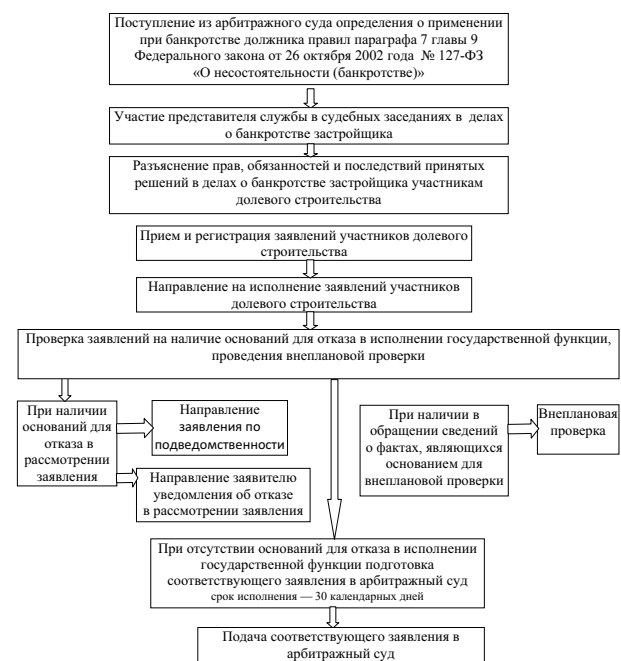 Поступление из арбитражного суда определения о применении
при банкротстве должника правил параграфа 7 главы 9
Федерального закона от 26 октября 2002 года № 127-ФЗ
«О несостоятельности (банкротстве)»
Участие представителя службы в судебных заседаниях в делах
о банкротстве застройщика
Разъяснение прав, обязанностей и последствий принятых
решений в делах о банкротстве застройщика участникам
долевого строительства
Прием и регистрация заявлений участников долевого
строительства
Направление на исполнение заявлений участников
долевого строительства
Проверка заявлений на наличие оснований для отказа в исполнении государственной функции,
проведения внеплановой проверки
При наличии
оснований для
отказа в
рассмотрении
заявления
Направление
заявления по
подведомственности
Направление заявителю
уведомления об отказе
в рассмотрении заявления
При наличии в
обращении сведений
о фактах, являющихся
основанием для
внеплановой проверки
Внеплановая
проверка
При отсутствии оснований для отказа в исполнении
государственной функции подготовка
соответствующего заявления в арбитражный суд
срок исполнения — 30 календарных дней
Подача соответствующего заявления в
арбитражный суд